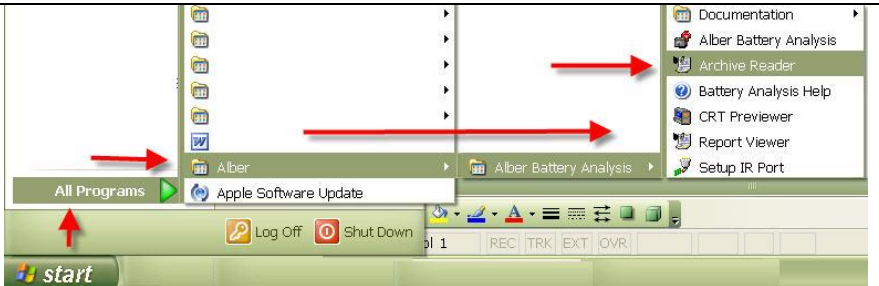 Documentation
Alber Battery Analysis
Archive Reader
Battery Analysis Help
CRT Previewer
Report Viewer
Setup IR Port
Alber
Alber Battery Analysis
Apple Software Update
All Programs
Log Off
Shut Down
start
REC TRK EXT OVR